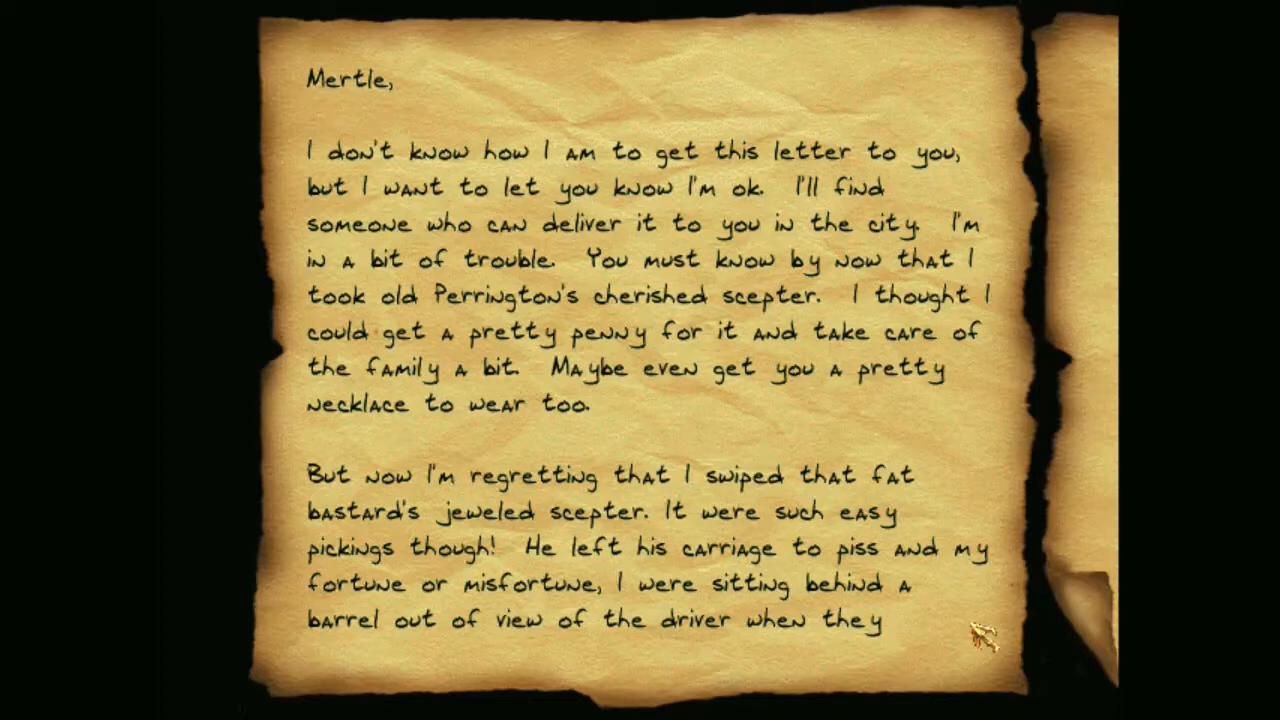 Mertle,
I don't know how I am to get this letter to you,
but I want to let you know I'm ok. I'll find
someone who can deliver it to you in the city. I'm
in a bit of trouble. You must know by now that I
took old Perrington's cherished scepter. I thought I
could get a pretty penny for it and take care of
the family a bit. Maybe even get you a pretty
necklace to wear too.
But now I'm regretting that I swiped that fat
bastard's jeweled scepter. It were such easy
pickings though! He left his carriage to piss and my
fortune or misfortune, I were sitting behind a
barrel out of view of the driver when they